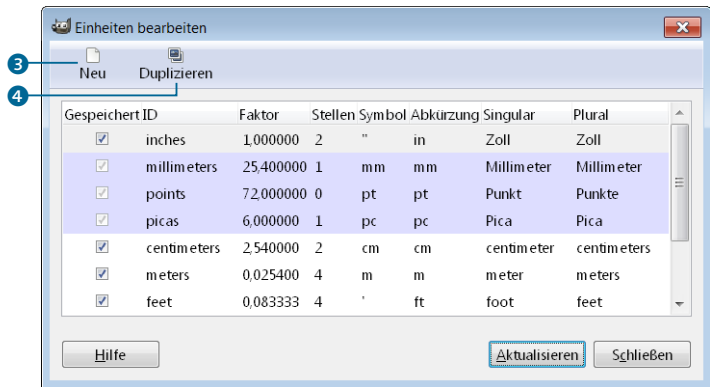 Einheiten bearbeiten
3 Neu Duplizieren
4
Gespeichert ID Faktor Stellen Symbol Abkürzung Singular Plural
inches 1,000000 2 " in Zoll Zoll
millimeters 25,400000 1 mm mm Millimeter Millimeter
points 72,000000 0 pt pt Punkt Punkte
picas 6,000000 1 pc pc Pica Pica
centimeters 2,540000 2 cm cm centimeter centimeters
meters 0,025400 4 m m meter meters
feet 0,083333 4 ' ft foot feet
Hilfe Aktualisieren Schließen